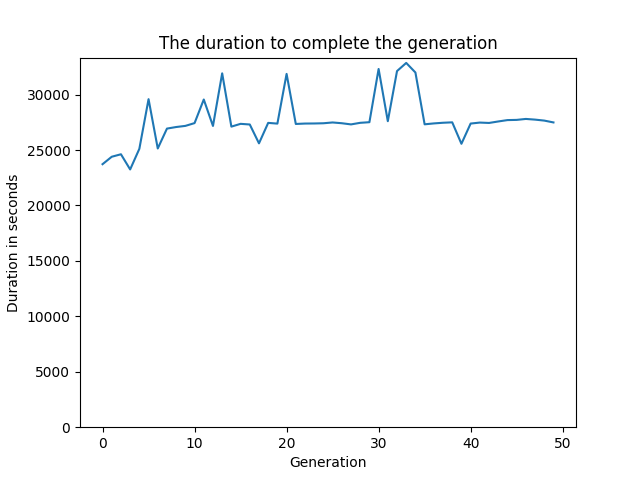 The duration to complete the generation
Duration in seconds
30000
25000
20000
15000
10000
5000
0
0 10 20 30 40 50
Generation